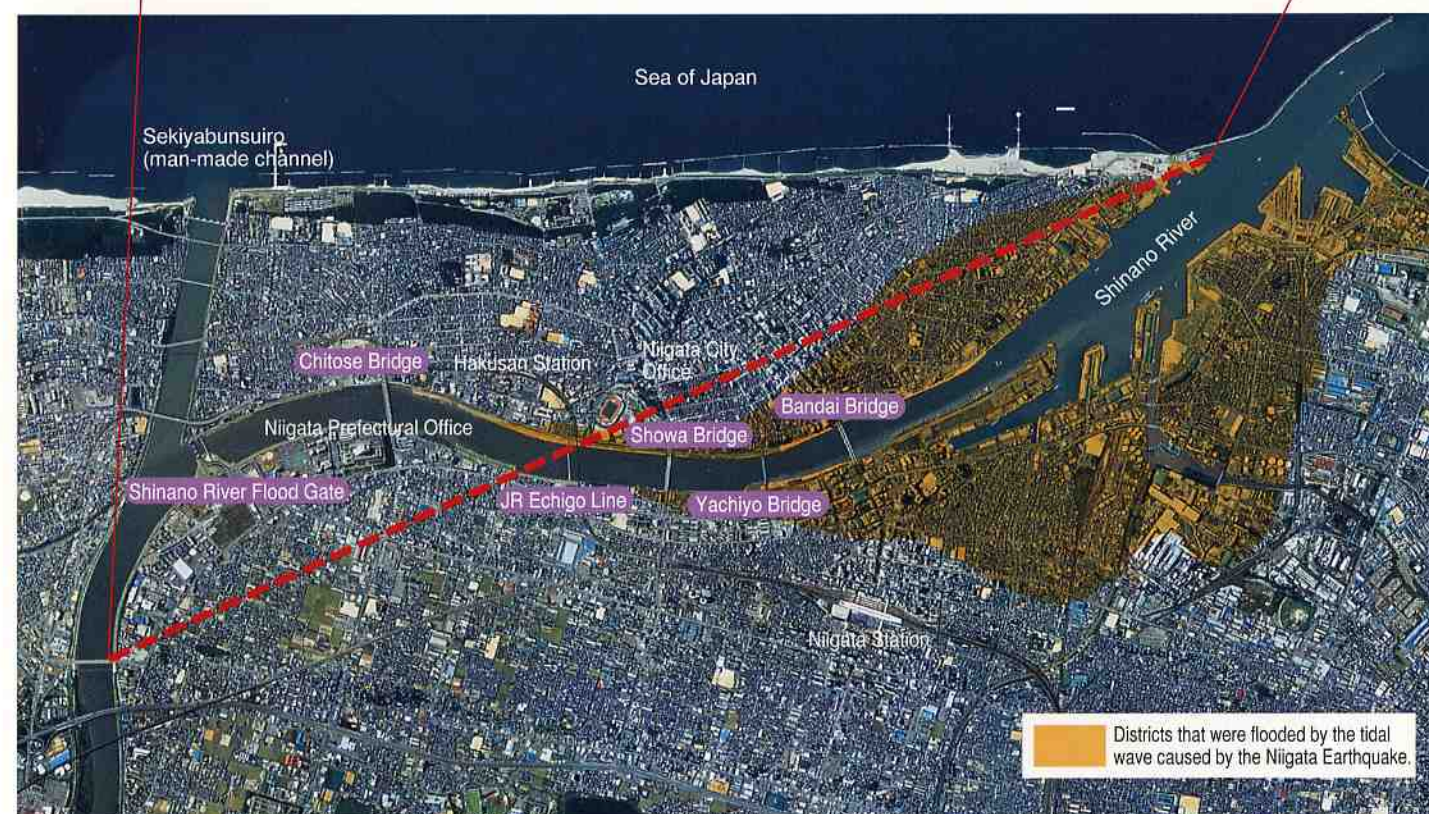 Sea of Japan
Sekiyabunsuiro
(man-made channel)
Shinano River
Chitose Bridge
Hakusan Station
Niigata City
Office
Bandai Bridge
Niigata Prefectural Office
Showa Bridge
Shinano River Flood Gate
JR Echigo Line
Yachiyo Bridge
Niigata Station
Districts that were flooded by the tidal
wave caused by the Niigata Earthquake.